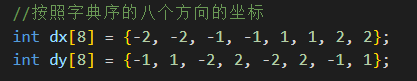 //按照字典序的八个方向的坐标
int dx[8] = {-2, -2, -1, -1, 1, 1, 2, 2};
int dy[8] = {-1, 1, -2, 2, -2, 2, -1, 1};